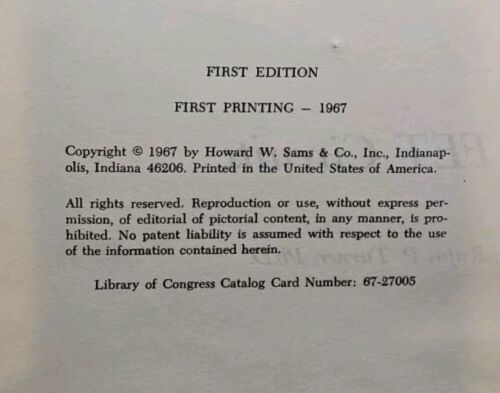 FIRST EDITION
FIRST PRINTING — 1967
Copyright © 1967 by Howard W. Sams & Co., Inc., Indianap-
olis, Indiana 46206. Printed in the United States of America.
All rights reserved. Reproduction or use, without express per-
mission, of editorial of pictorial content, in any manner, is pro-
hibited. No patent liability is assumed with respect to the use
of the information contained herein.
Library of Congress Catalog Card Number: 67-27005